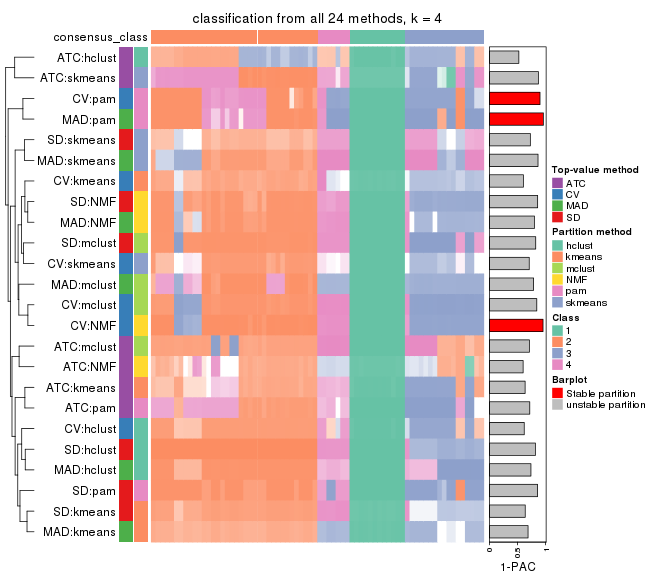 classification from all 24 methods, k = 4
consensus_class
ATC:hclust
ATC:skmeans
CV:pam
MAD:pam
SD:skmeans
MAD:skmeans
CV:kmeans
SD:NMF
MAD:NMF
SD:mclust
CV:skmeans
MAD:mclust
CV:mclust
CV:NMF
ATC:mclust
ATC:NMF
ATC:kmeans
ATC:pam
CV:hclust
SD:hclust
MAD:hclust
SD:pam
SD:kmeans
MAD:kmeans
0
0.5
1
1-PAC
Top-value method
ATC
CV
MAD
SD
Partition method
hclust
kmeans
mclust
NMF
pam
skmeans
Class
1
2
3
4
Barplot
Stable partition
unstable partition